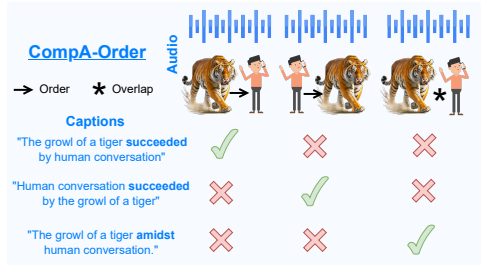 CompA-Order
Audio
Order
Overlap
Captions
"The growl of a tiger succeeded
by human conversation"
"Human conversation succeeded
by the growl of a tiger"
"The growl of a tiger amidst
human conversation."